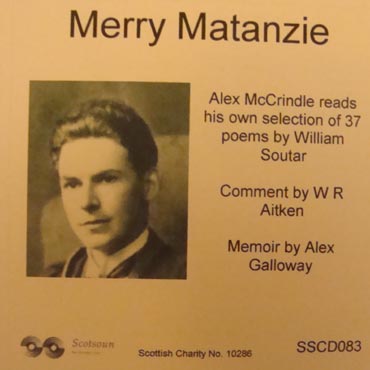 Merry Matanzie
Alex McCrindle reads
his own selection of 37
poems by William
Soutar
Comment by W R
Aitken
Memoir by Alex
Galloway
Scotsoun
Scottish Charity No. 10286
SSCD083